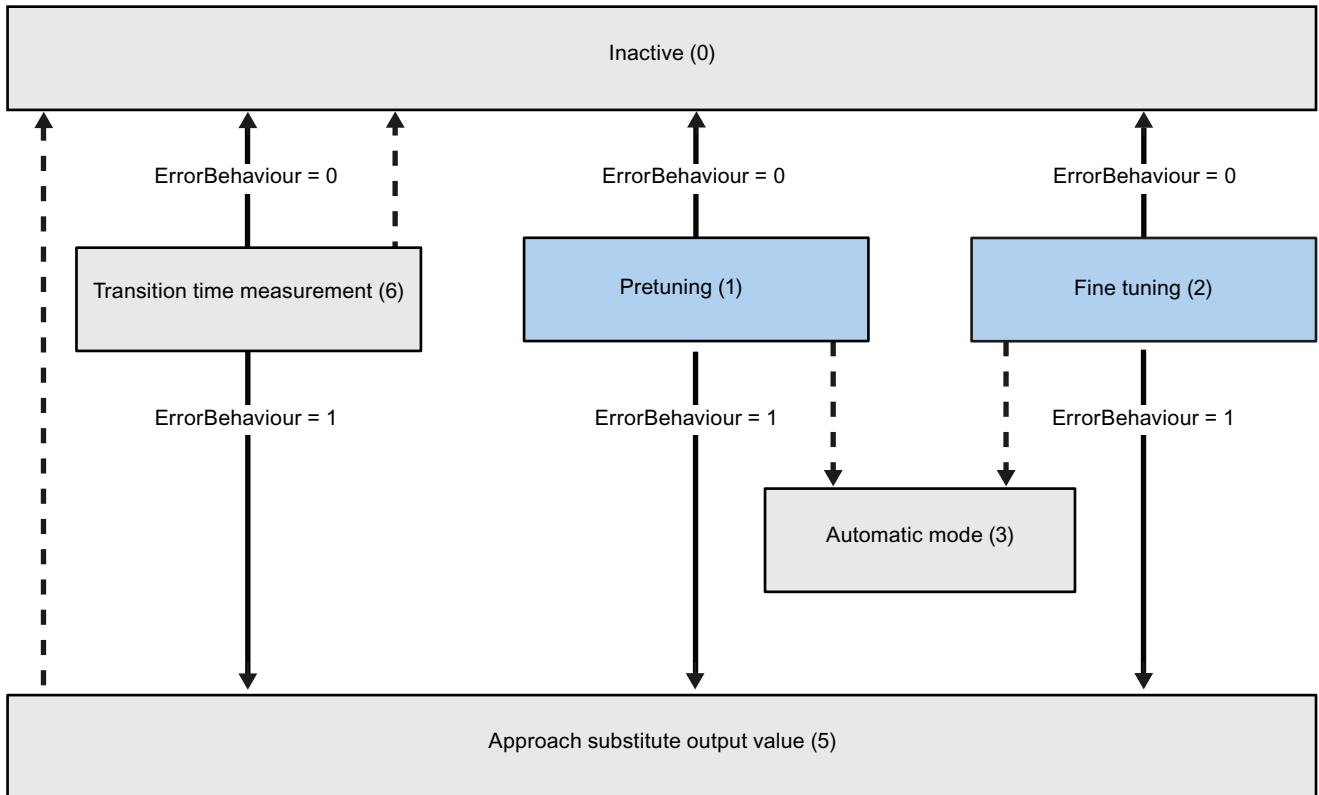 Inactive (0)
ErrorBehaviour = 0
ErrorBehaviour = 0
ErrorBehaviour = 0
Transition time measurement (6)
Pretuning (1)
Fine tuning (2)
ErrorBehaviour = 1
ErrorBehaviour = 1
ErrorBehaviour = 1
Automatic mode (3)
Approach substitute output value (5)